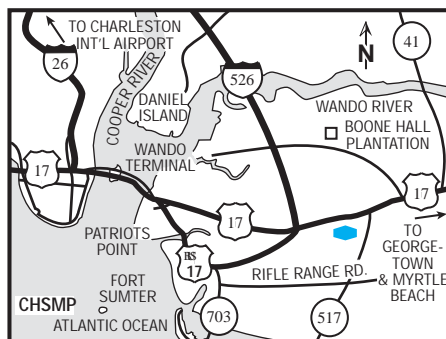 TO CHARLESTON
INT'L AIRPORT
26
COOPER RIVER
526
41
N
DANIEL
ISLAND
WANDO RIVER
BOONE HALL
PLANTATION
WANDO
TERMINAL
17
17
17
PATRIOTS
POINT
TO
GEORGE-
TOWN
& MYRTLE
BEACH
BUS
17
RIFLE RANGE RD.
FORT
SUMTER
CHSMP
ATLANTIC OCEAN
703
517